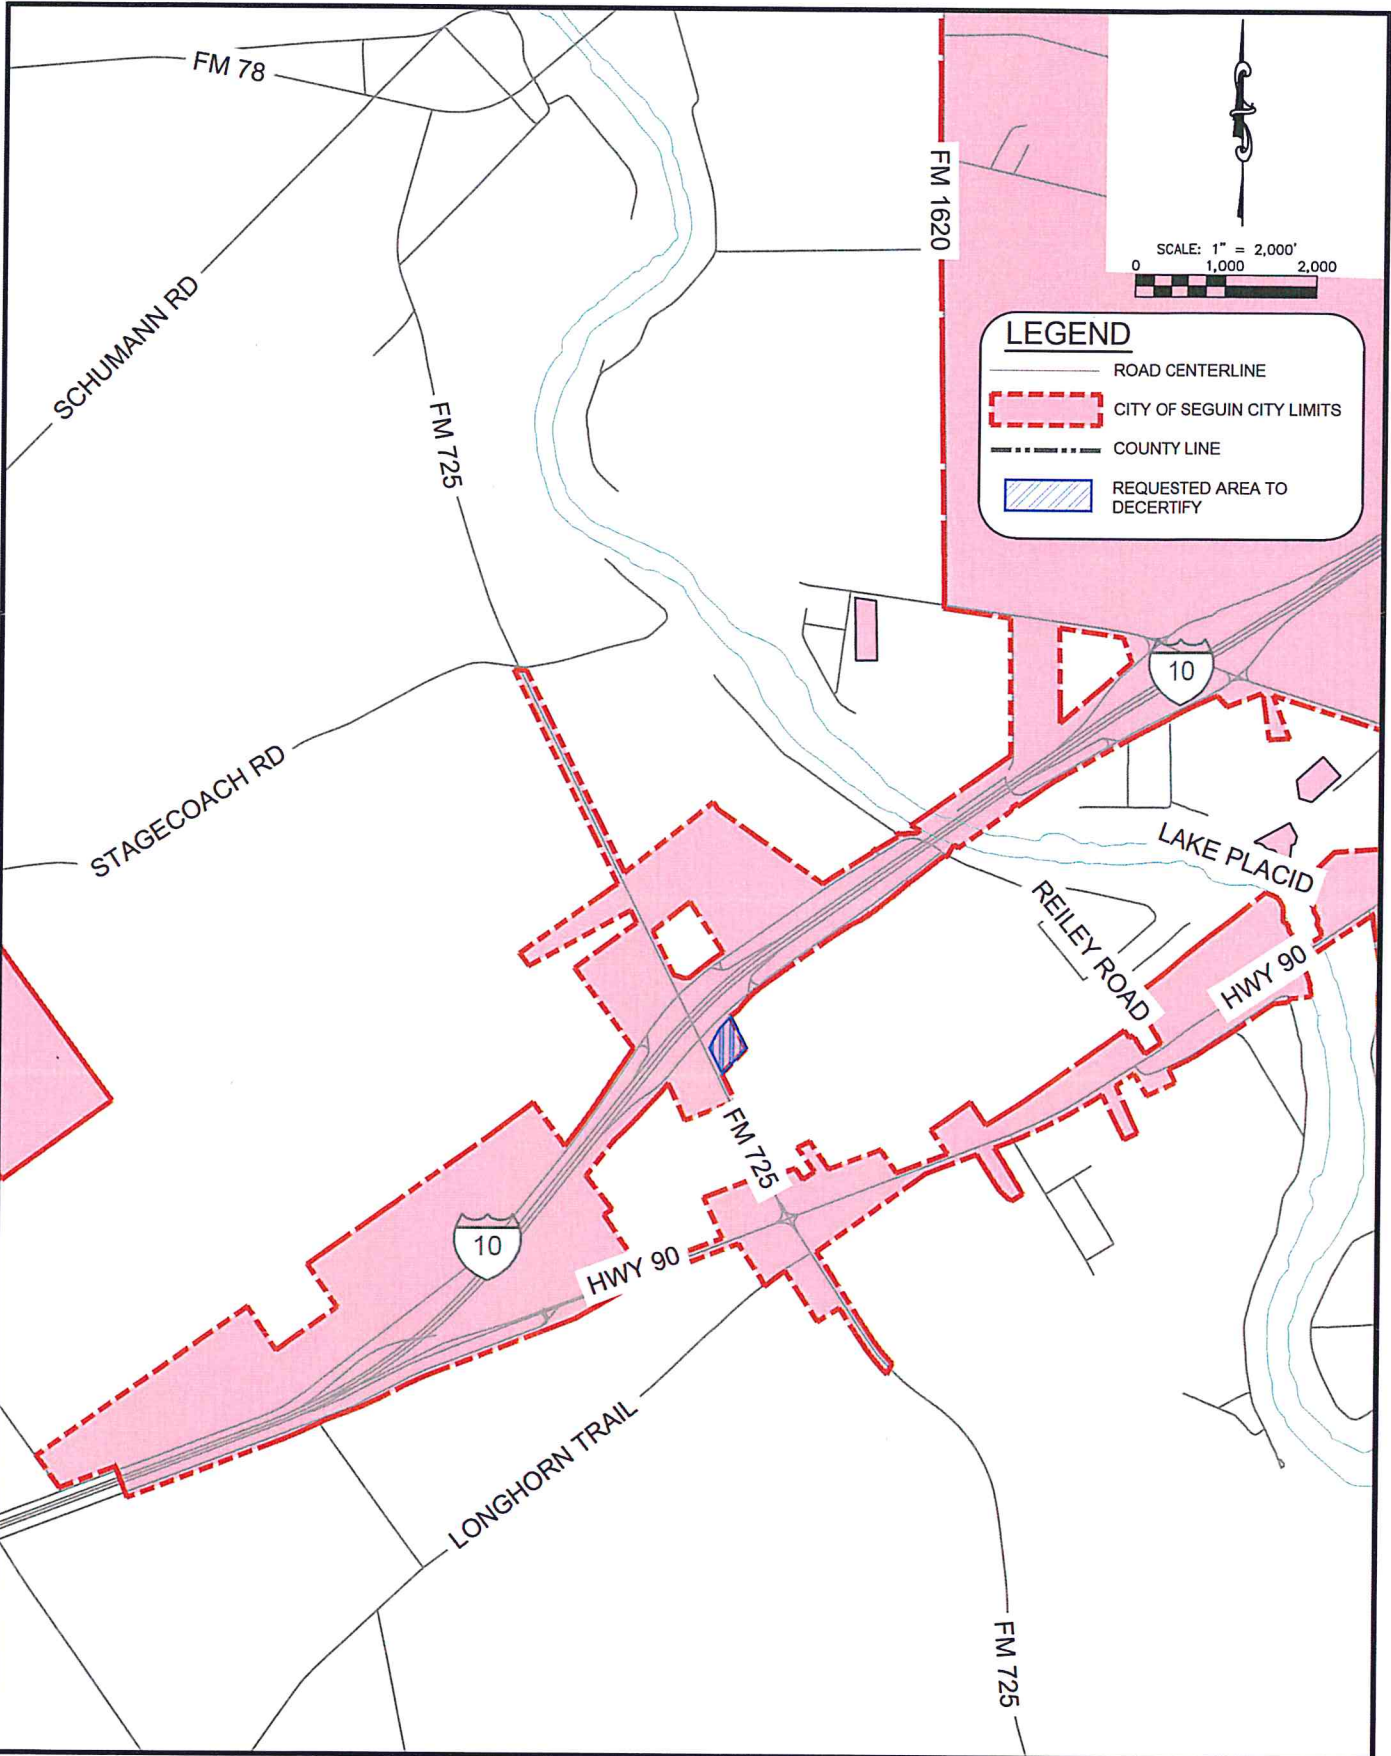 FM 78
FM 1620
SCALE: 1" = 2,000'
0 1,000 2,000
LEGEND
ROAD CENTERLINE
CITY OF SEGUIN CITY LIMITS
COUNTY LINE
REQUESTED AREA TO
DECERTIFY
SCHUMANN RD
FM 725
10
STAGECOACH RD
LAKE PLACID
REILEY ROAD
HWY 90
FM 725
10
HWY 90
LONGHORN TRAIL
FM 725